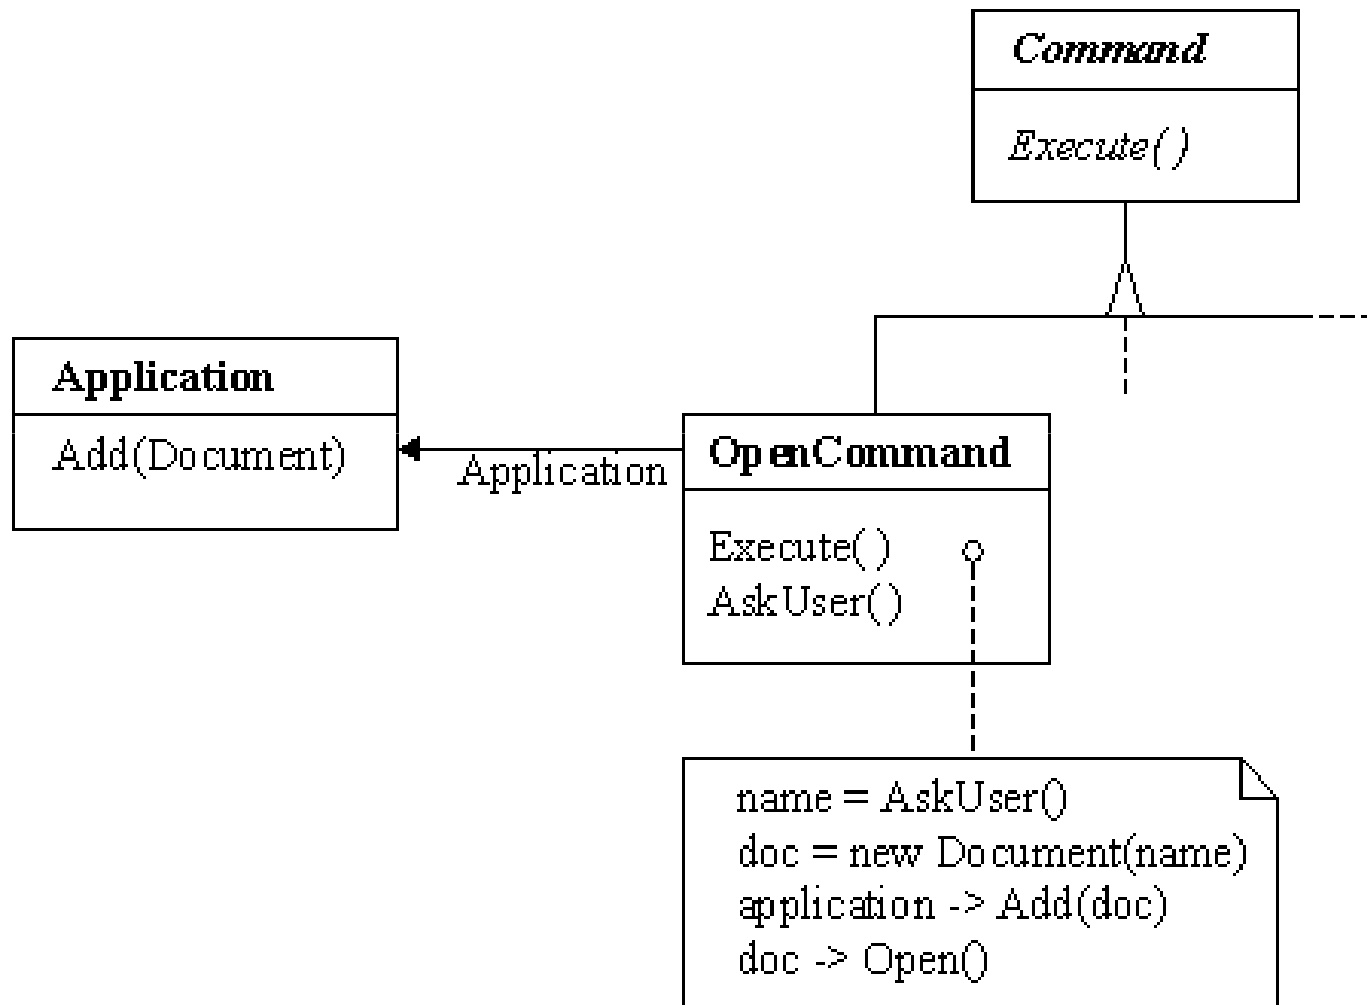 Command
Execute()
Application
Add(Document)
Application
OpenCommand
Execute()
AskUser()
name = AskUser()
doc = new Document(name)
application -> Add(doc)
doc -> Open()